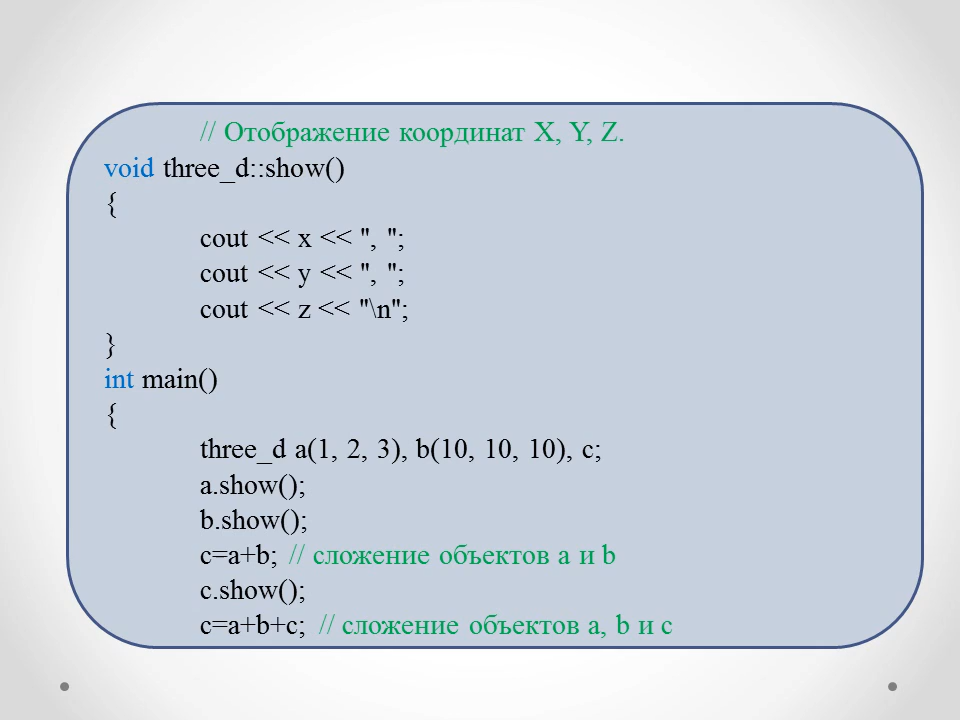 // Отображение координат X, Y, Z.
void three_d::show()
{
cout << x << ", ";
cout << y << ", ";
cout << z << "\n";
}
int main()
{
three_d a(1, 2, 3), b(10, 10, 10), c;
a.show();
b.show();
c=a+b; // сложение объектов a и b
c.show();
c=a+b+c; // сложение объектов a, b и с